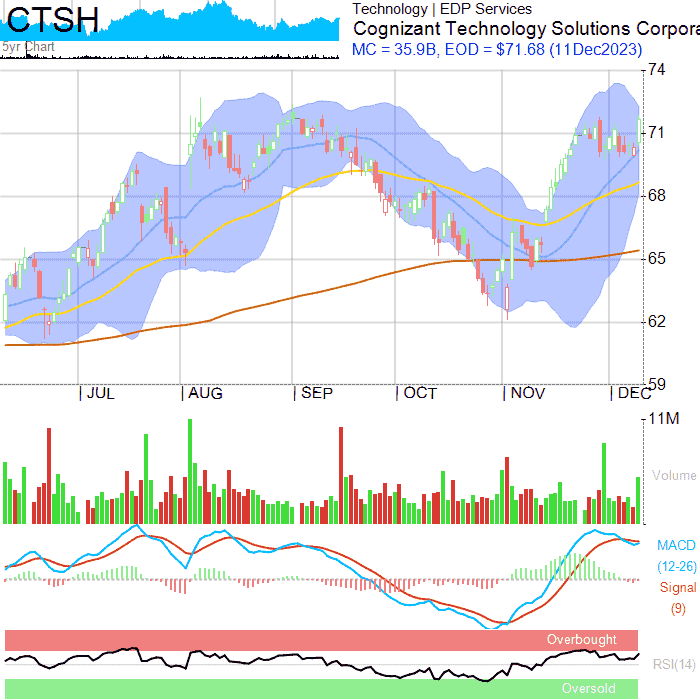 CTSH
5yr Chart
Technology | EDP Services
Cognizant Technology Solutions Corpora
MC = 35.9B, EOD = $71.68 (11Dec2023)
74
71
68
65
62
59
| JUL
| AUG
| SEP
| OCT
| NOV
| DEC
11M
Volume
MACD
(12-26)
Signal
(9)
Overbought
RSI(14)
Oversold